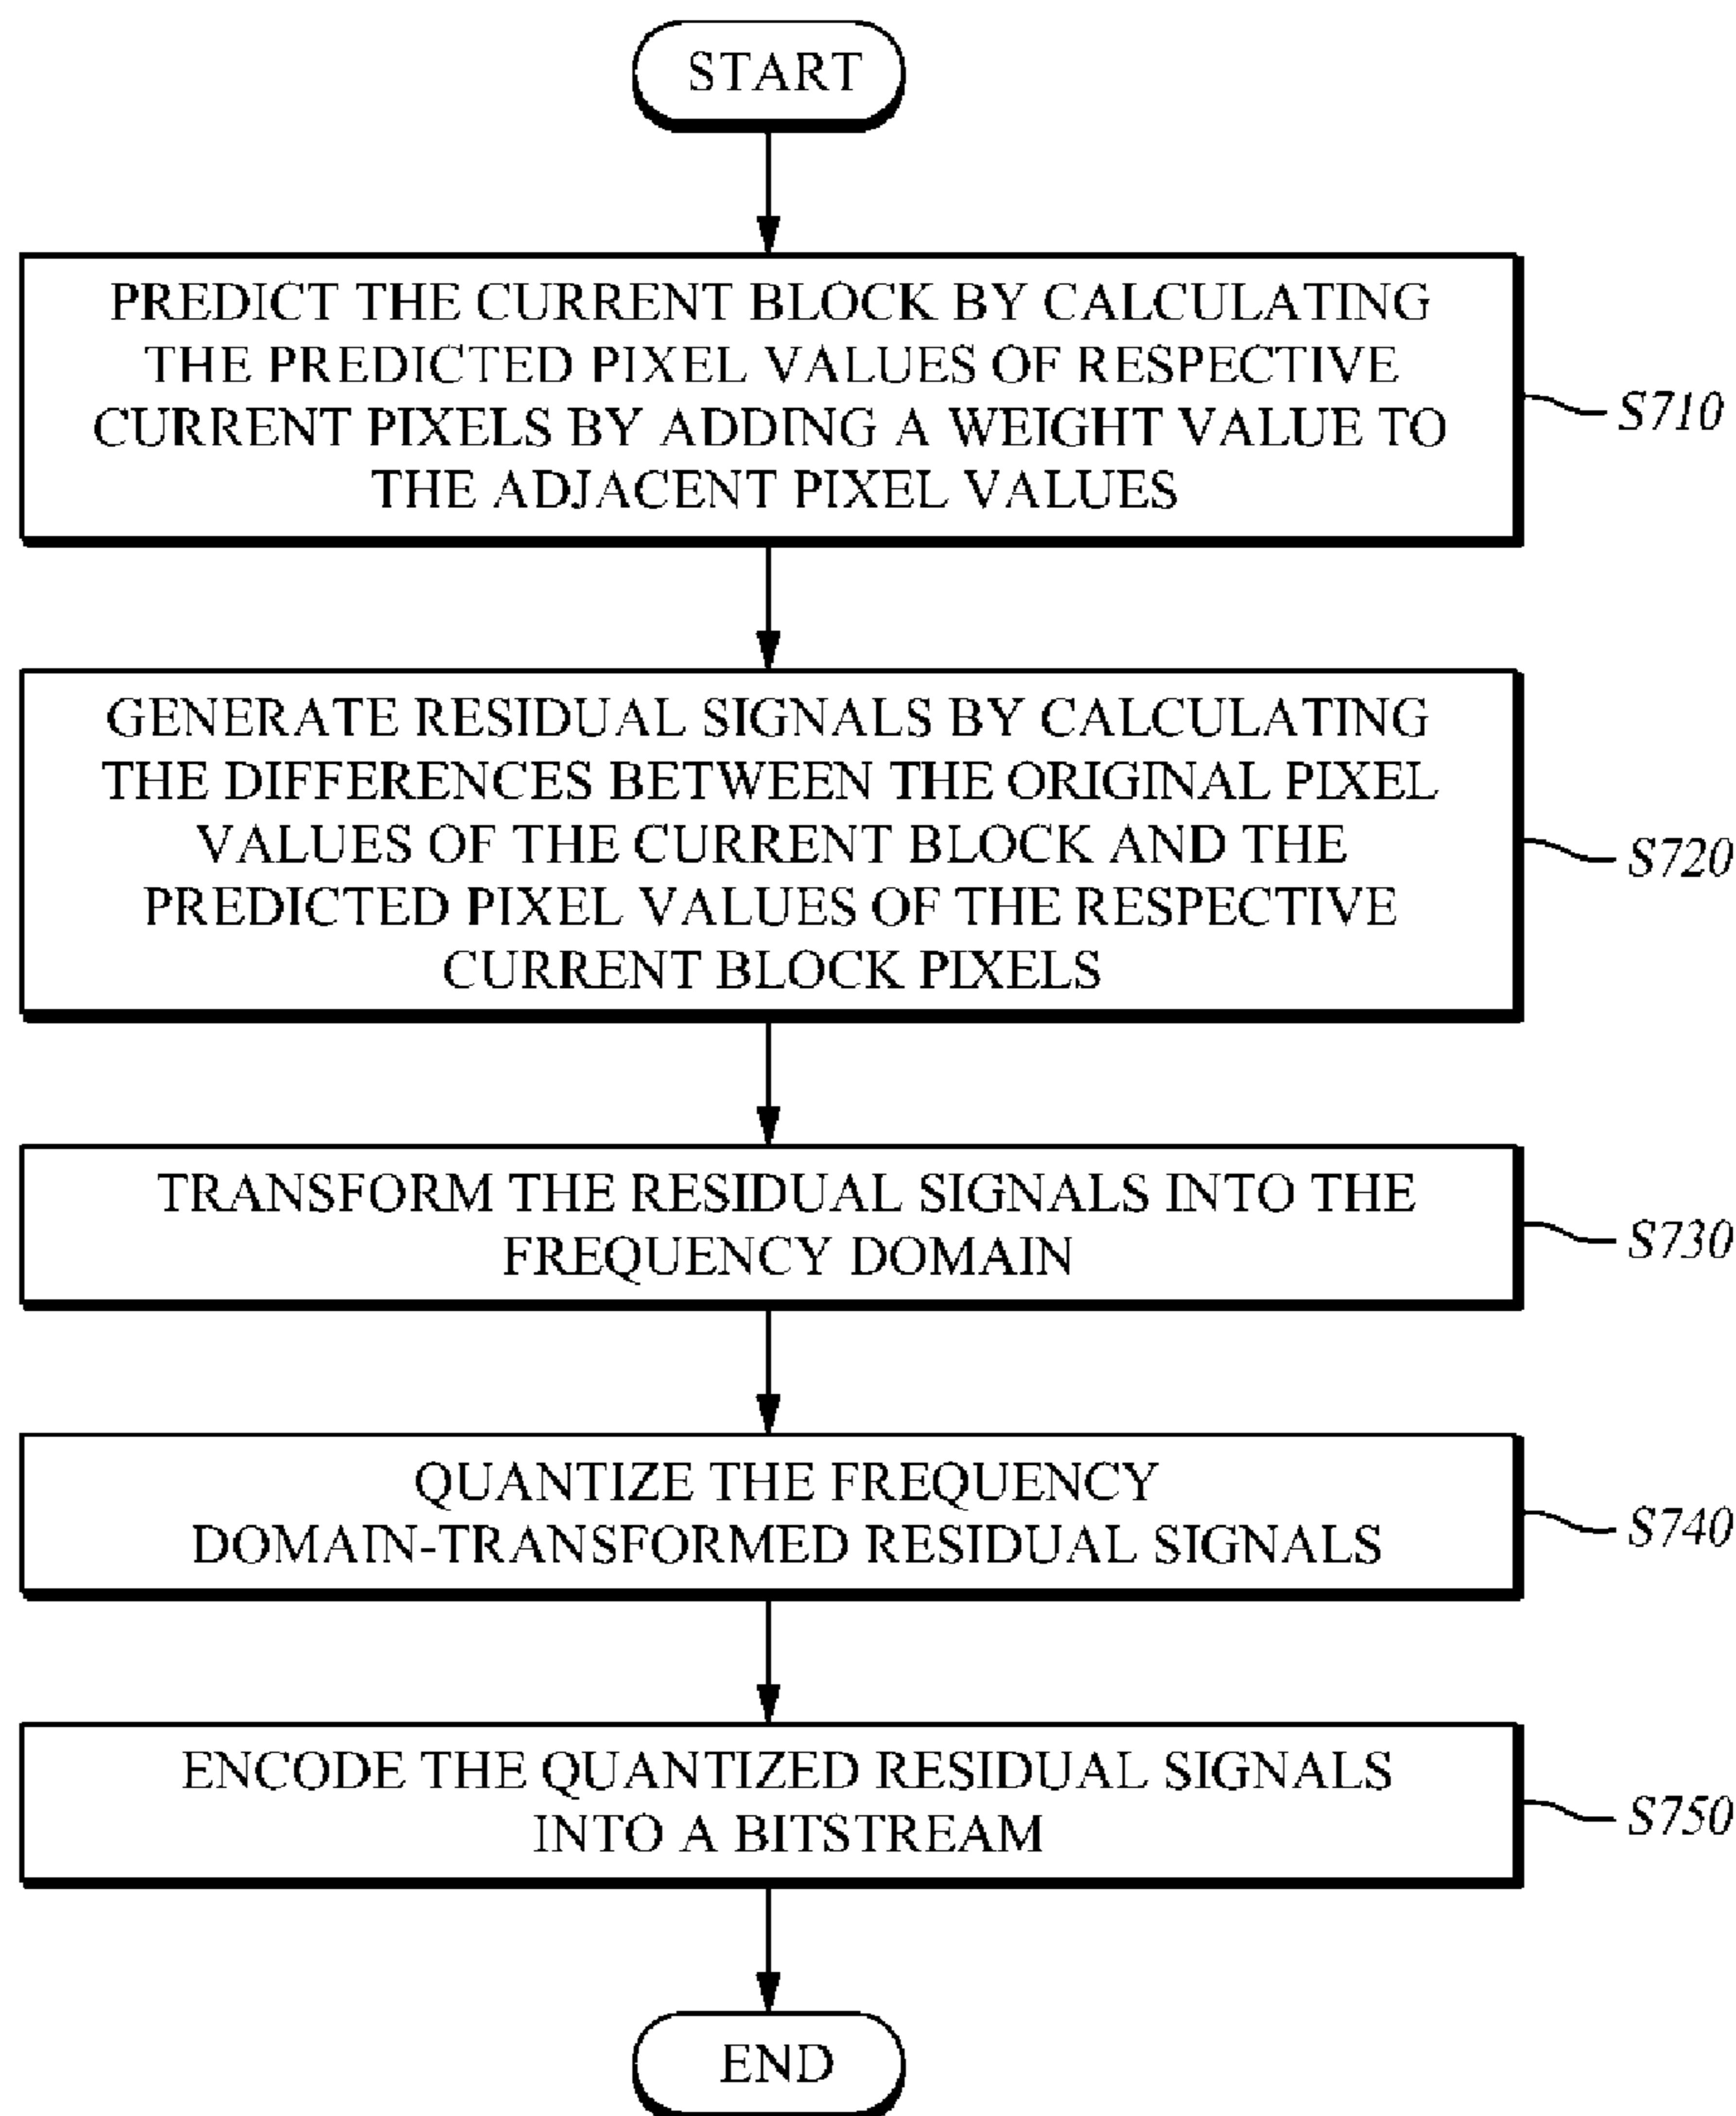 START
PREDICT THE CURRENT BLOCK BY CALCULATING
THE PREDICTED PIXEL VALUES OF RESPECTIVE
CURRENT PIXELS BY ADDING A WEIGHT VALUE TO
THE ADJACENT PIXEL VALUES
S710
GENERATE RESIDUAL SIGNALS BY CALCULATING
THE DIFFERENCES BETWEEN THE ORIGINAL PIXEL
VALUES OF THE CURRENT BLOCK AND THE
PREDICTED PIXEL VALUES OF THE RESPECTIVE
CURRENT BLOCK PIXELS
S720
TRANSFORM THE RESIDUAL SIGNALS INTO THE
FREQUENCY DOMAIN
S730
QUANTIZE THE FREQUENCY
DOMAIN-TRANSFORMED RESIDUAL SIGNALS
S740
ENCODE THE QUANTIZED RESIDUAL SIGNALS
INTO A BITSTREAM
S750
END